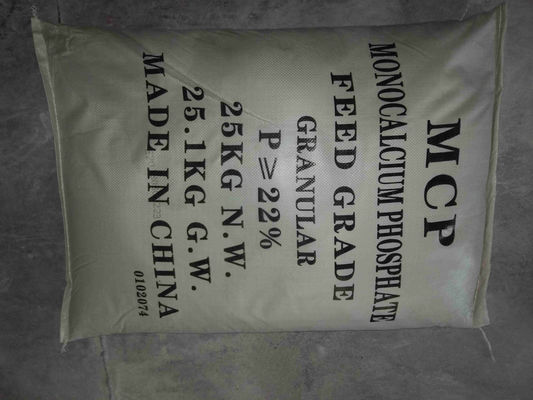 MCP
MONOCALCIUM PHOSPHATE
FEED GRADE
GRANULAR
P≥22%
25KG N.W.
25.1KG G.W.
MADE IN CHINA
0102074